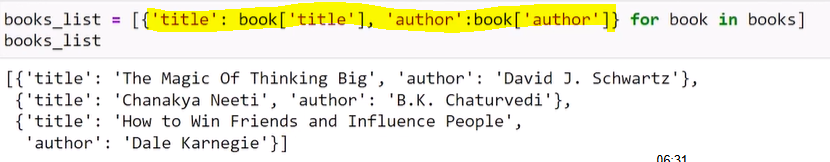 books_list = [{'title': book['title'], 'author':book['author']} for book in books]
books_list
[{'title': 'The Magic Of Thinking Big', 'author': 'David J. Schwartz'},
{'title': 'Chanakya Neeti', 'author': 'B.K. Chaturvedi'},
{'title': 'How to Win Friends and Influence People',
'author': 'Dale Karnegie'}]
06:31